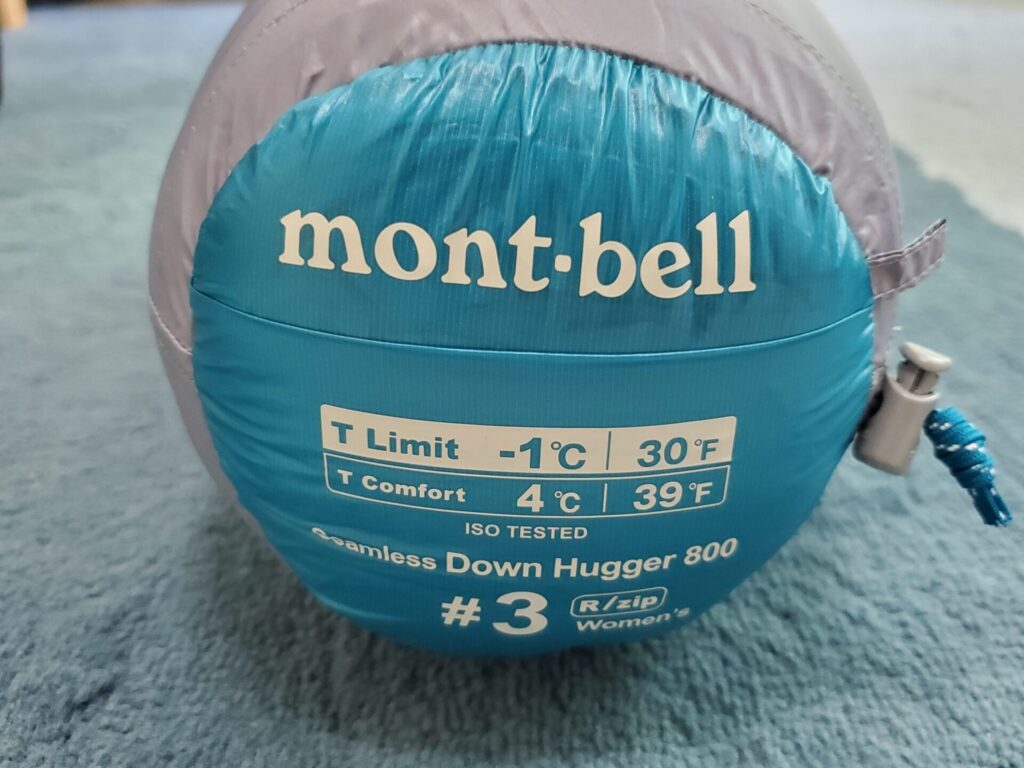 mont·bell
T Limit -1℃ 30°F
T Comfort 4℃ 39°F
ISO TESTED
Seamless Down Hugger 800
#3 R/zip
Women's